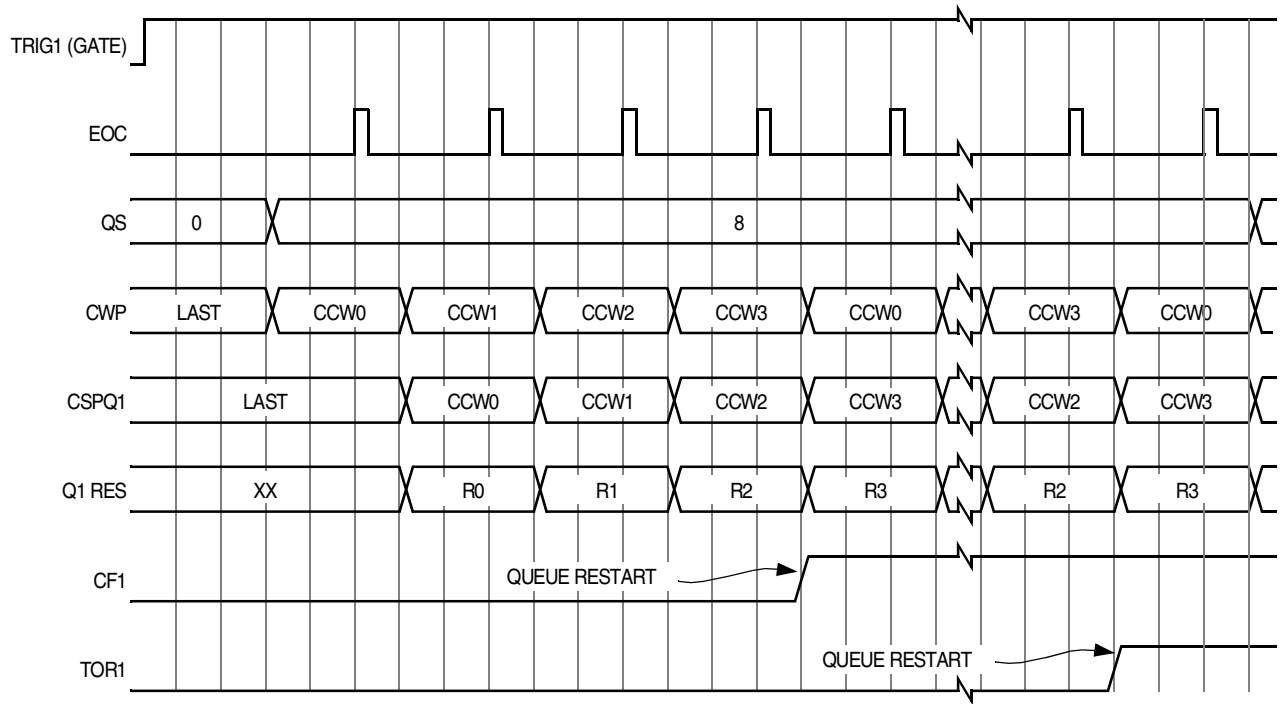 TRIG1 (GATE)
EOC
QS 0 8
CWP LAST CCW0 CCW1 CCW2 CCW3 CCW0 CCW3 CCW0
CSPQ1 LAST CCW0 CCW1 CCW2 CCW3 CCW2 CCW3
Q1 RES XX R0 R1 R2 R3 R2 R3
CF1 QUEUE RESTART
TOR1 QUEUE RESTART